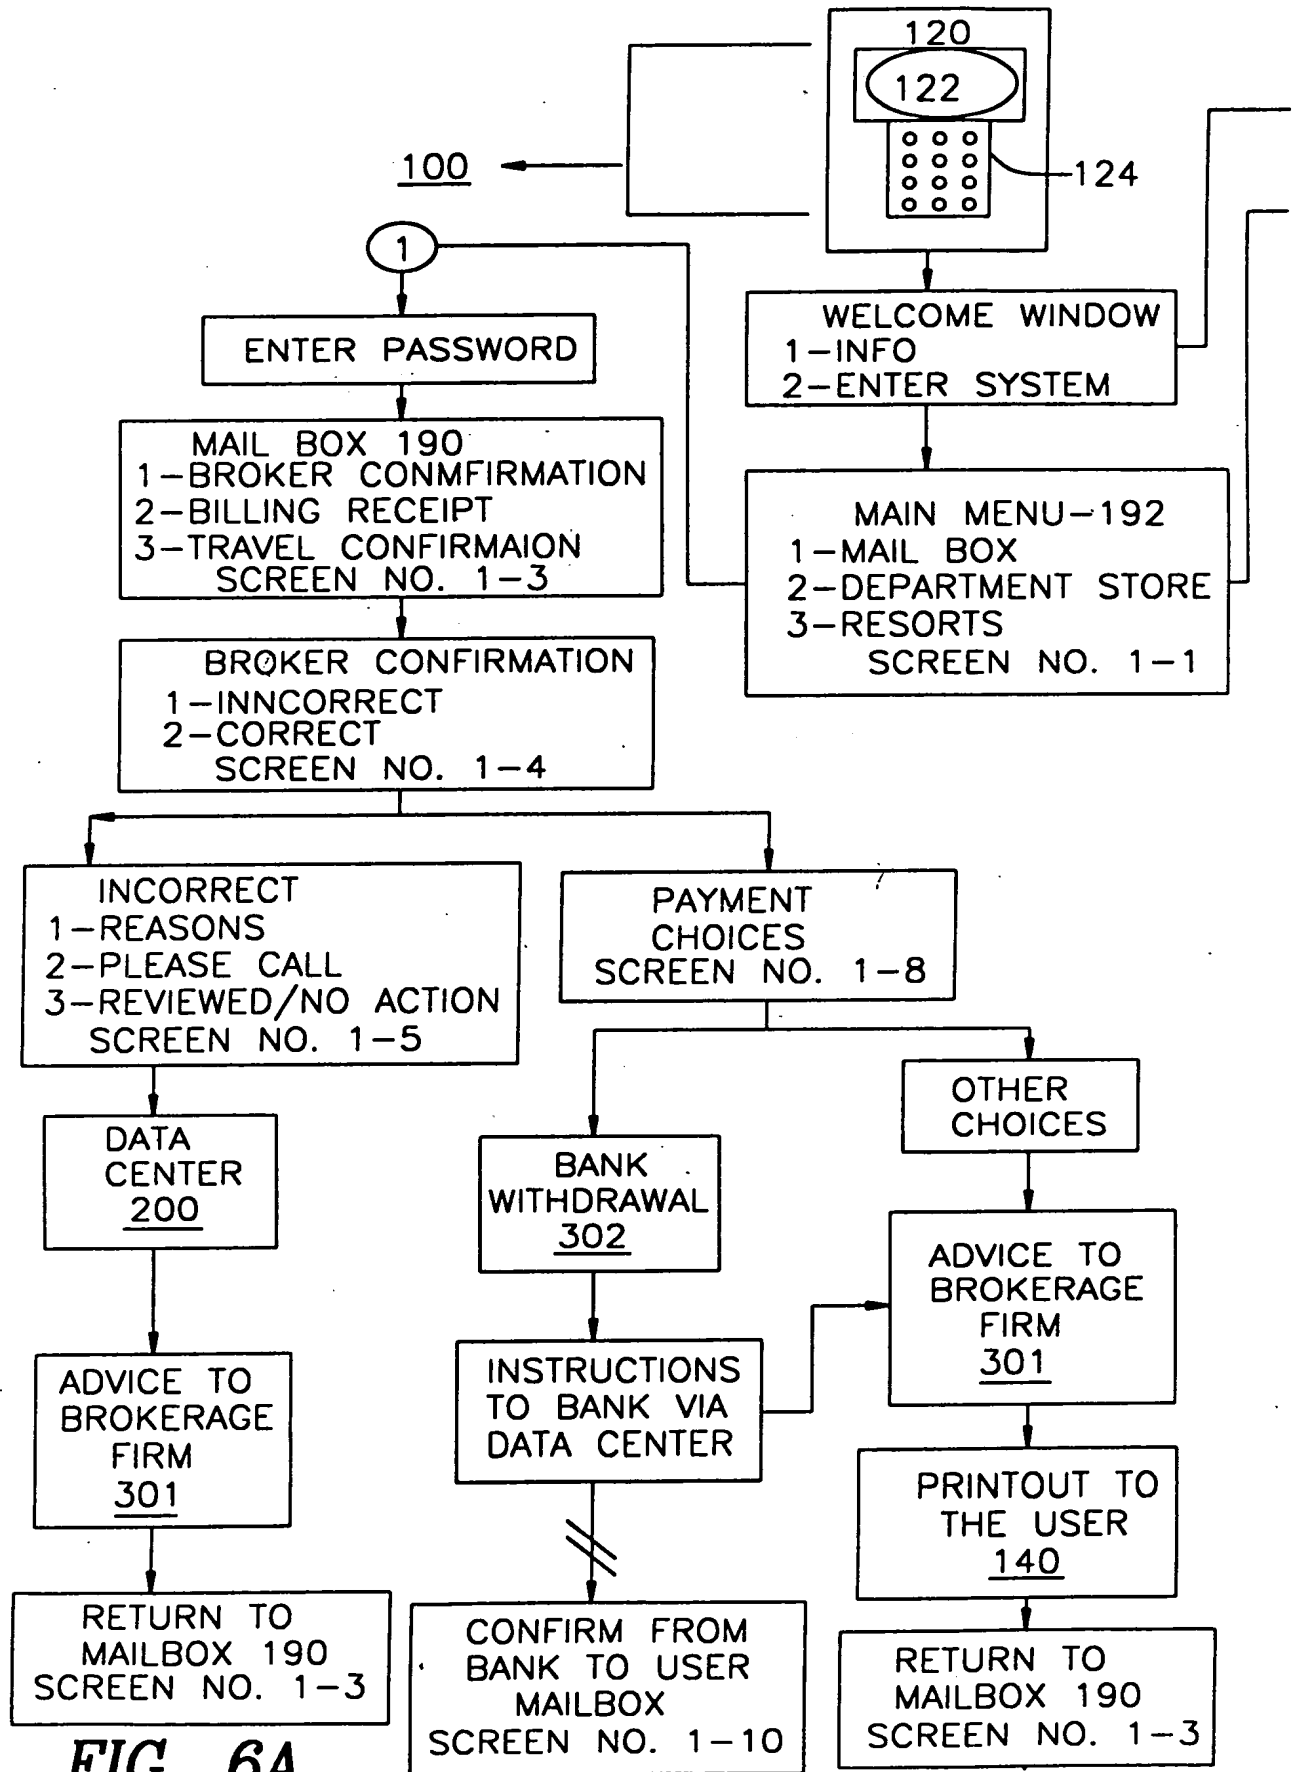 120
122
124
100
1
WELCOME WINDOW
1-INFO
2-ENTER SYSTEM
ENTER PASSWORD
MAIL BOX 190
1-BROKER CONMFIRMATION
2-BILLING RECEIPT
3-TRAVEL CONFIRMAION
SCREEN NO. 1-3
MAIN MENU-192
1-MAIL BOX
2-DEPARTMENT STORE
3-RESORTS
SCREEN NO. 1-1
BROKER CONFIRMATION
1-INNCORRECT
2-CORRECT
SCREEN NO. 1-4
INCORRECT
1-REASONS
2-PLEASE CALL
3-REVIEWED/NO ACTION
SCREEN NO. 1-5
PAYMENT
CHOICES
SCREEN NO. 1-8
OTHER
CHOICES
DATA
CENTER
200
BANK
WITHDRAWAL
302
ADVICE TO
BROKERAGE
FIRM
301
INSTRUCTIONS
TO BANK VIA
DATA CENTER
ADVICE TO
BROKERAGE
FIRM
301
PRINTOUT TO
THE USER
140
RETURN TO
MAILBOX 190
SCREEN NO. 1-3
CONFIRM FROM
BANK TO USER
MAILBOX
SCREEN NO. 1-10
RETURN TO
MAILBOX 190
SCREEN NO. 1-3
FIG. 6A